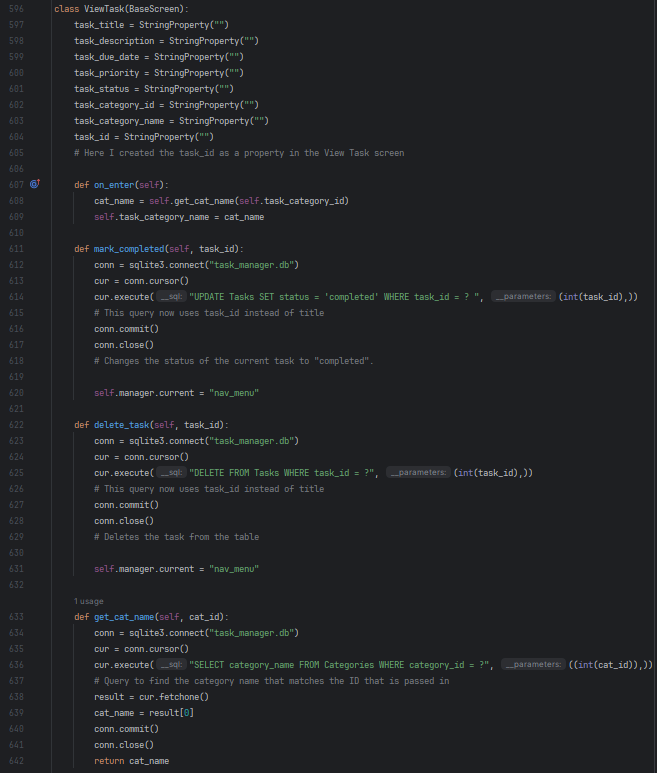 596 class ViewTask(BaseScreen):
597 task_title = StringProperty("")
598 task_description = StringProperty("")
599 task_due_date = StringProperty("")
600 task_priority = StringProperty("")
601 task_status = StringProperty("")
602 task_category_id = StringProperty("")
603 task_category_name = StringProperty("")
604 task_id = StringProperty("")
605 # Here I created the task_id as a property in the View Task screen
606
607 def on_enter(self):
608 cat_name = self.get_cat_name(self.task_category_id)
609 self.task_category_name = cat_name
610
611 def mark_completed(self, task_id):
612 conn = sqlite3.connect("task_manager.db")
613 cur = conn.cursor()
614 cur.execute( __sql: "UPDATE Tasks SET status = 'completed' WHERE task_id = ? ", __parameters: (int(task_id),))
615 # This query now uses task_id instead of title
616 conn.commit()
617 conn.close()
618 # Changes the status of the current task to "completed".
619
620 self.manager.current = "nav_menu"
621
622 def delete_task(self, task_id):
623 conn = sqlite3.connect("task_manager.db")
624 cur = conn.cursor()
625 cur.execute( __sql: "DELETE FROM Tasks WHERE task_id = ?", __parameters: (int(task_id),))
626 # This query now uses task_id instead of title
627 conn.commit()
628 conn.close()
629 # Deletes the task from the table
630
631 self.manager.current = "nav_menu"
632
1 usage
633 def get_cat_name(self, cat_id):
634 conn = sqlite3.connect("task_manager.db")
635 cur = conn.cursor()
636 cur.execute( __sql: "SELECT category_name FROM Categories WHERE category_id = ?", __parameters: ((int(cat_id)),))
637 # Query to find the category name that matches the ID that is passed in
638 result = cur.fetchone()
639 cat_name = result[0]
640 conn.commit()
641 conn.close()
642 return cat_name